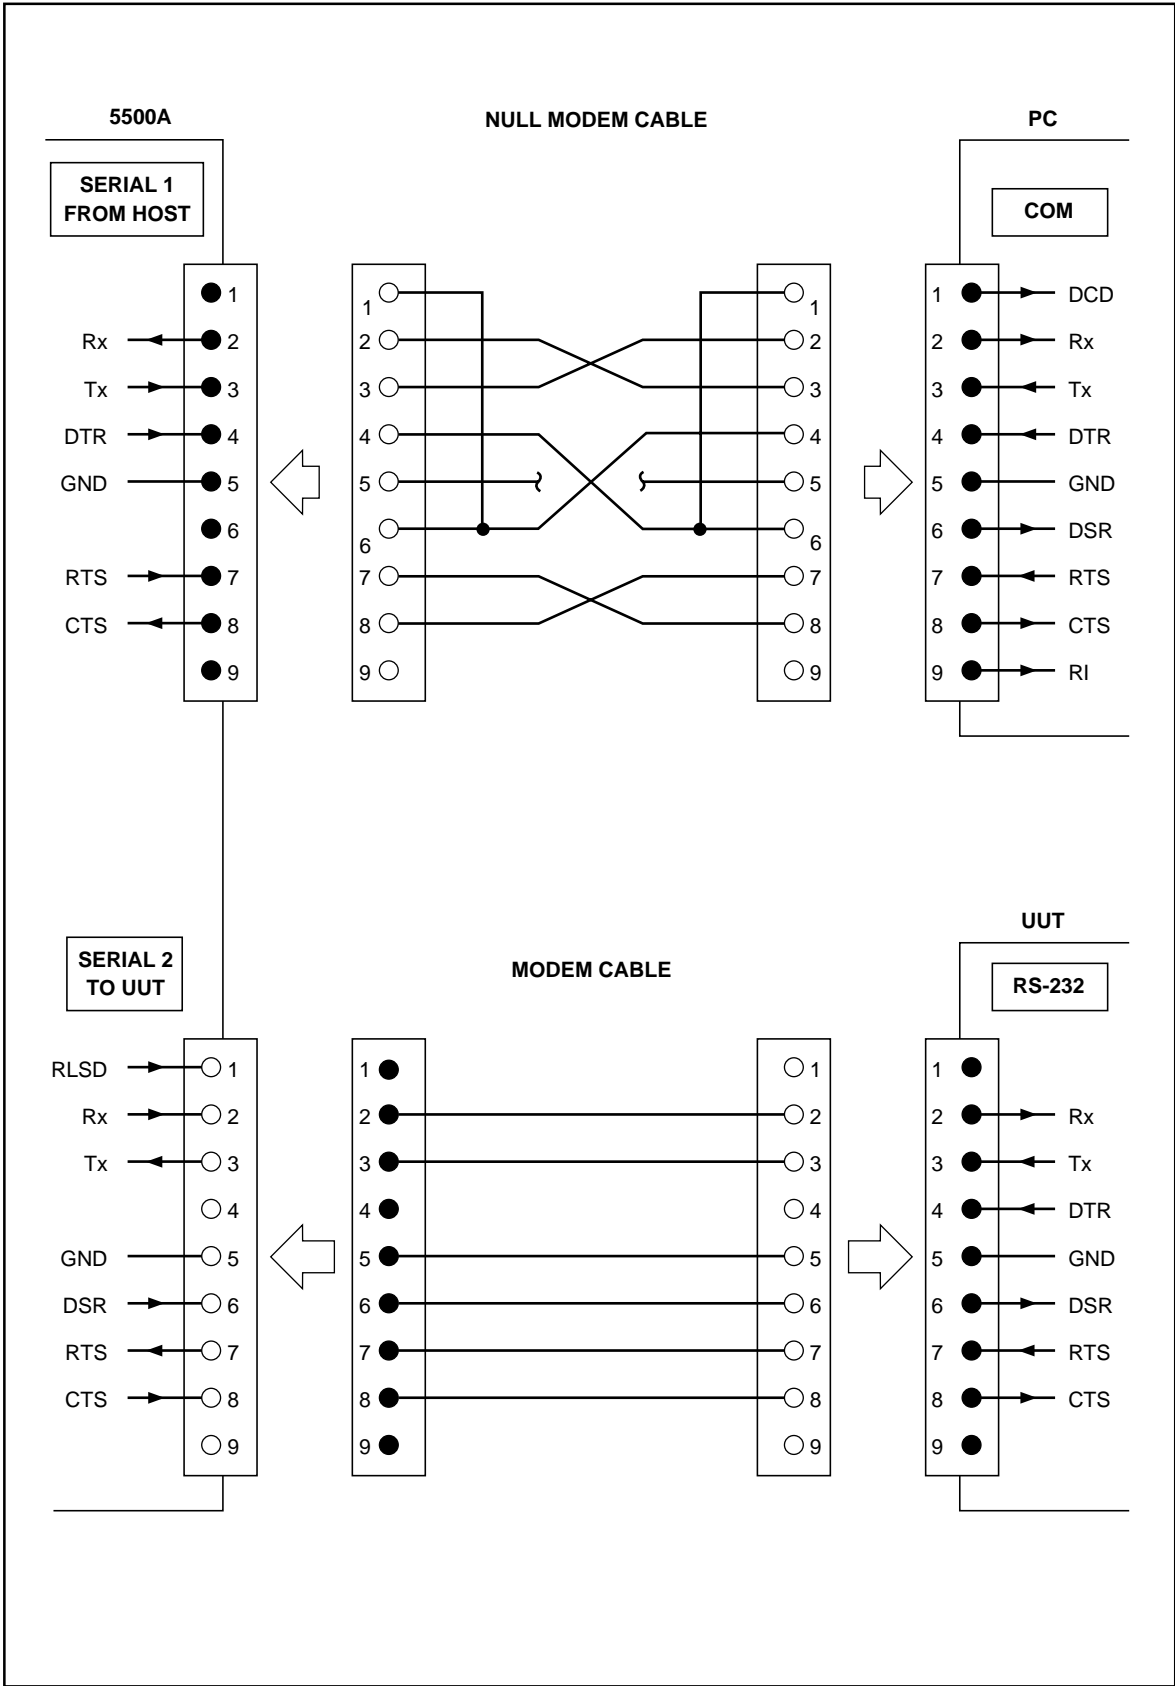 5500A
NULL MODEM CABLE
PC
SERIAL 1
FROM HOST
COM
1 1 1 1 DCD
Rx 2 2 2 2 Rx
Tx 3 3 3 3 Tx
DTR 4 4 4 4 DTR
GND 5 5 5 5 GND
6 6 6 6 DSR
RTS 7 7 7 7 RTS
CTS 8 8 8 8 CTS
9 9 9 9 RI
UUT
SERIAL 2
TO UUT
MODEM CABLE
RS-232
RLSD 1 1 1 1
Rx 2 2 2 2 Rx
Tx 3 3 3 3 Tx
4 4 4 4 DTR
GND 5 5 5 5 GND
DSR 6 6 6 6 DSR
RTS 7 7 7 7 RTS
CTS 8 8 8 8 CTS
9 9 9 9